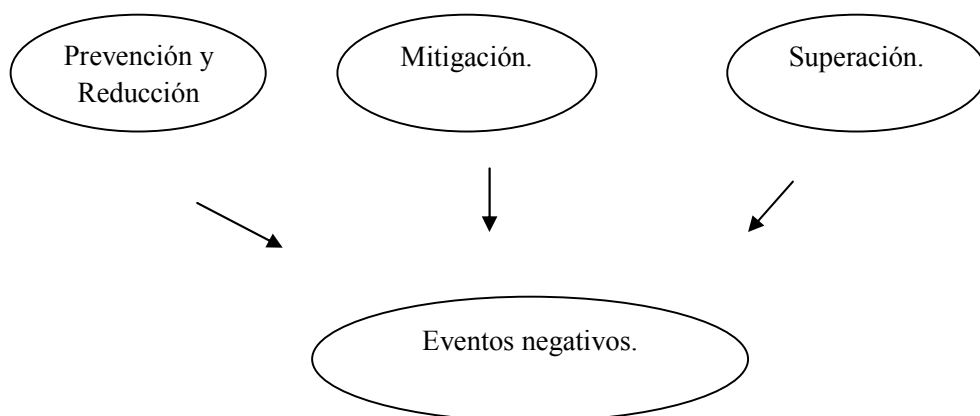 Prevención y
Reducción
Mitigación.
Superación.
Eventos negativos.